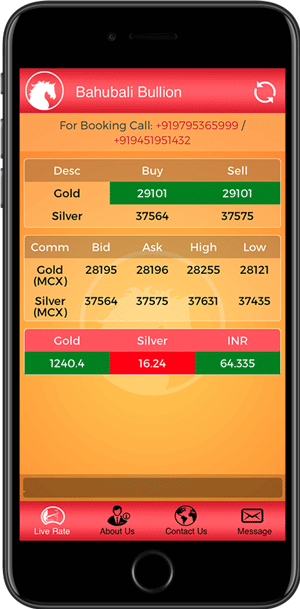 Bahubali Bullion
For Booking Call: +919795365999 /
+919451951432
Desc Buy Sell
Gold 29101 29101
Silver 37564 37575
Comm Bid Ask High Low
Gold (MCX) 28195 28196 28255 28121
Silver (MCX) 37564 37575 37631 37435
Gold Silver INR
1240.4 16.24 64.335
Live Rate About Us Contact Us Message